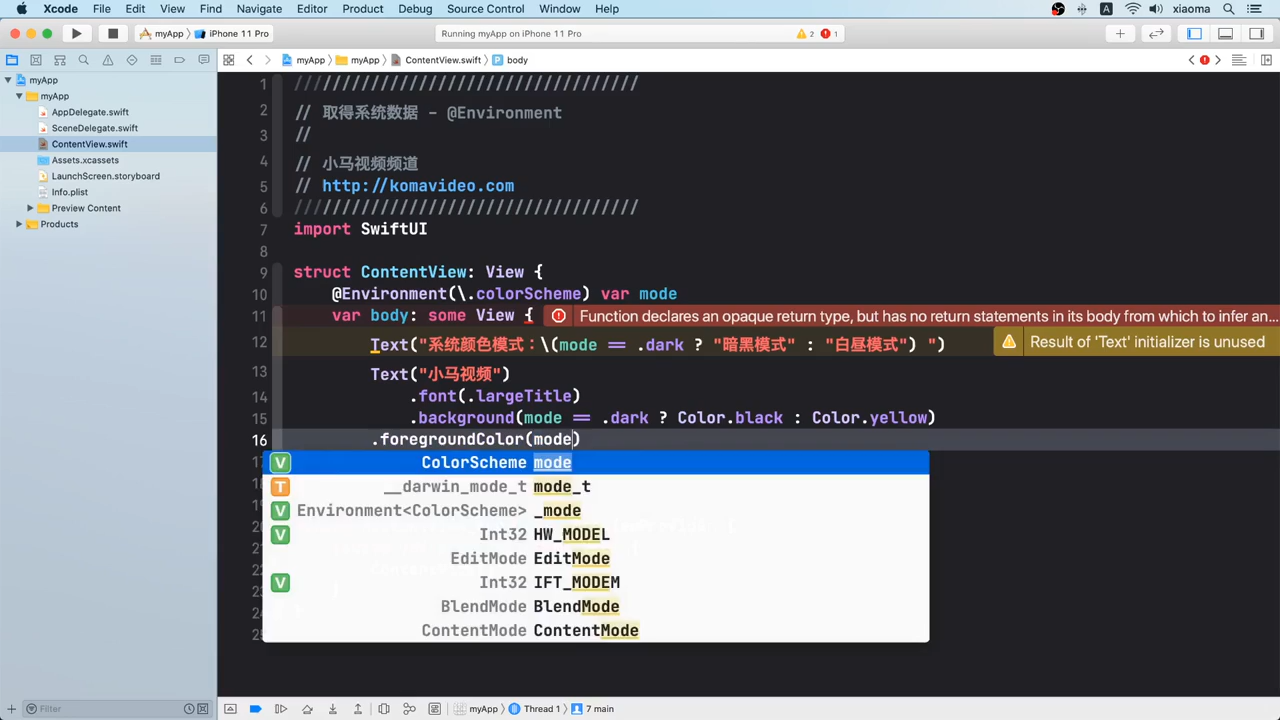 Xcode File Edit View Find Navigate Editor Product Debug Source Control Window Help A xiaoma
myApp iPhone 11 Pro Running myApp on iPhone 11 Pro 2 1
myApp myApp ContentView.swift body
myApp
myApp
AppDelegate.swift
SceneDelegate.swift
ContentView.swift
Assets.xcassets
LaunchScreen.storyboard
Info.plist
Preview Content
Products
1 ////////////////////////////////////
2 // 取得系统数据 - @Environment
3 //
4 // 小马视频频道
5 // http://komavideo.com
6 ////////////////////////////////////
7 import SwiftUI
8
9 struct ContentView: View {
10 @Environment(\.colorScheme) var mode
11 var body: some View { Function declares an opaque return type, but has no return statements in its body from which to infer an...
12 Text("系统颜色模式：\(mode == .dark ? "暗黑模式" : "白昼模式") ") Result of 'Text' initializer is unused
13 Text("小马视频")
14 .font(.largeTitle)
15 .background(mode == .dark ? Color.black : Color.yellow)
16 .foregroundColor(mode)
V ColorScheme mode
T __darwin_mode_t mode_t
V Environment<ColorScheme> _mode
V Int32 HW_MODEL
EditMode EditMode
V Int32 IFT_MODEM
BlendMode BlendMode
ContentMode ContentMode
Filter myApp Thread 1 7 main